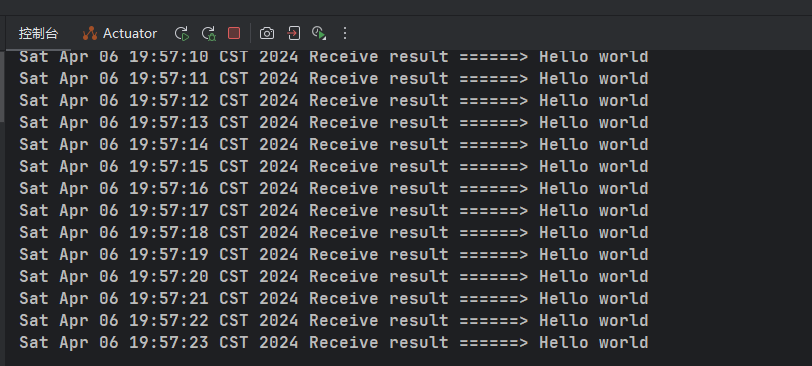 控制台 Actuator
Sat Apr 06 19:57:10 CST 2024 Receive result ======> Hello world
Sat Apr 06 19:57:11 CST 2024 Receive result ======> Hello world
Sat Apr 06 19:57:12 CST 2024 Receive result ======> Hello world
Sat Apr 06 19:57:13 CST 2024 Receive result ======> Hello world
Sat Apr 06 19:57:14 CST 2024 Receive result ======> Hello world
Sat Apr 06 19:57:15 CST 2024 Receive result ======> Hello world
Sat Apr 06 19:57:16 CST 2024 Receive result ======> Hello world
Sat Apr 06 19:57:17 CST 2024 Receive result ======> Hello world
Sat Apr 06 19:57:18 CST 2024 Receive result ======> Hello world
Sat Apr 06 19:57:19 CST 2024 Receive result ======> Hello world
Sat Apr 06 19:57:20 CST 2024 Receive result ======> Hello world
Sat Apr 06 19:57:21 CST 2024 Receive result ======> Hello world
Sat Apr 06 19:57:22 CST 2024 Receive result ======> Hello world
Sat Apr 06 19:57:23 CST 2024 Receive result ======> Hello world